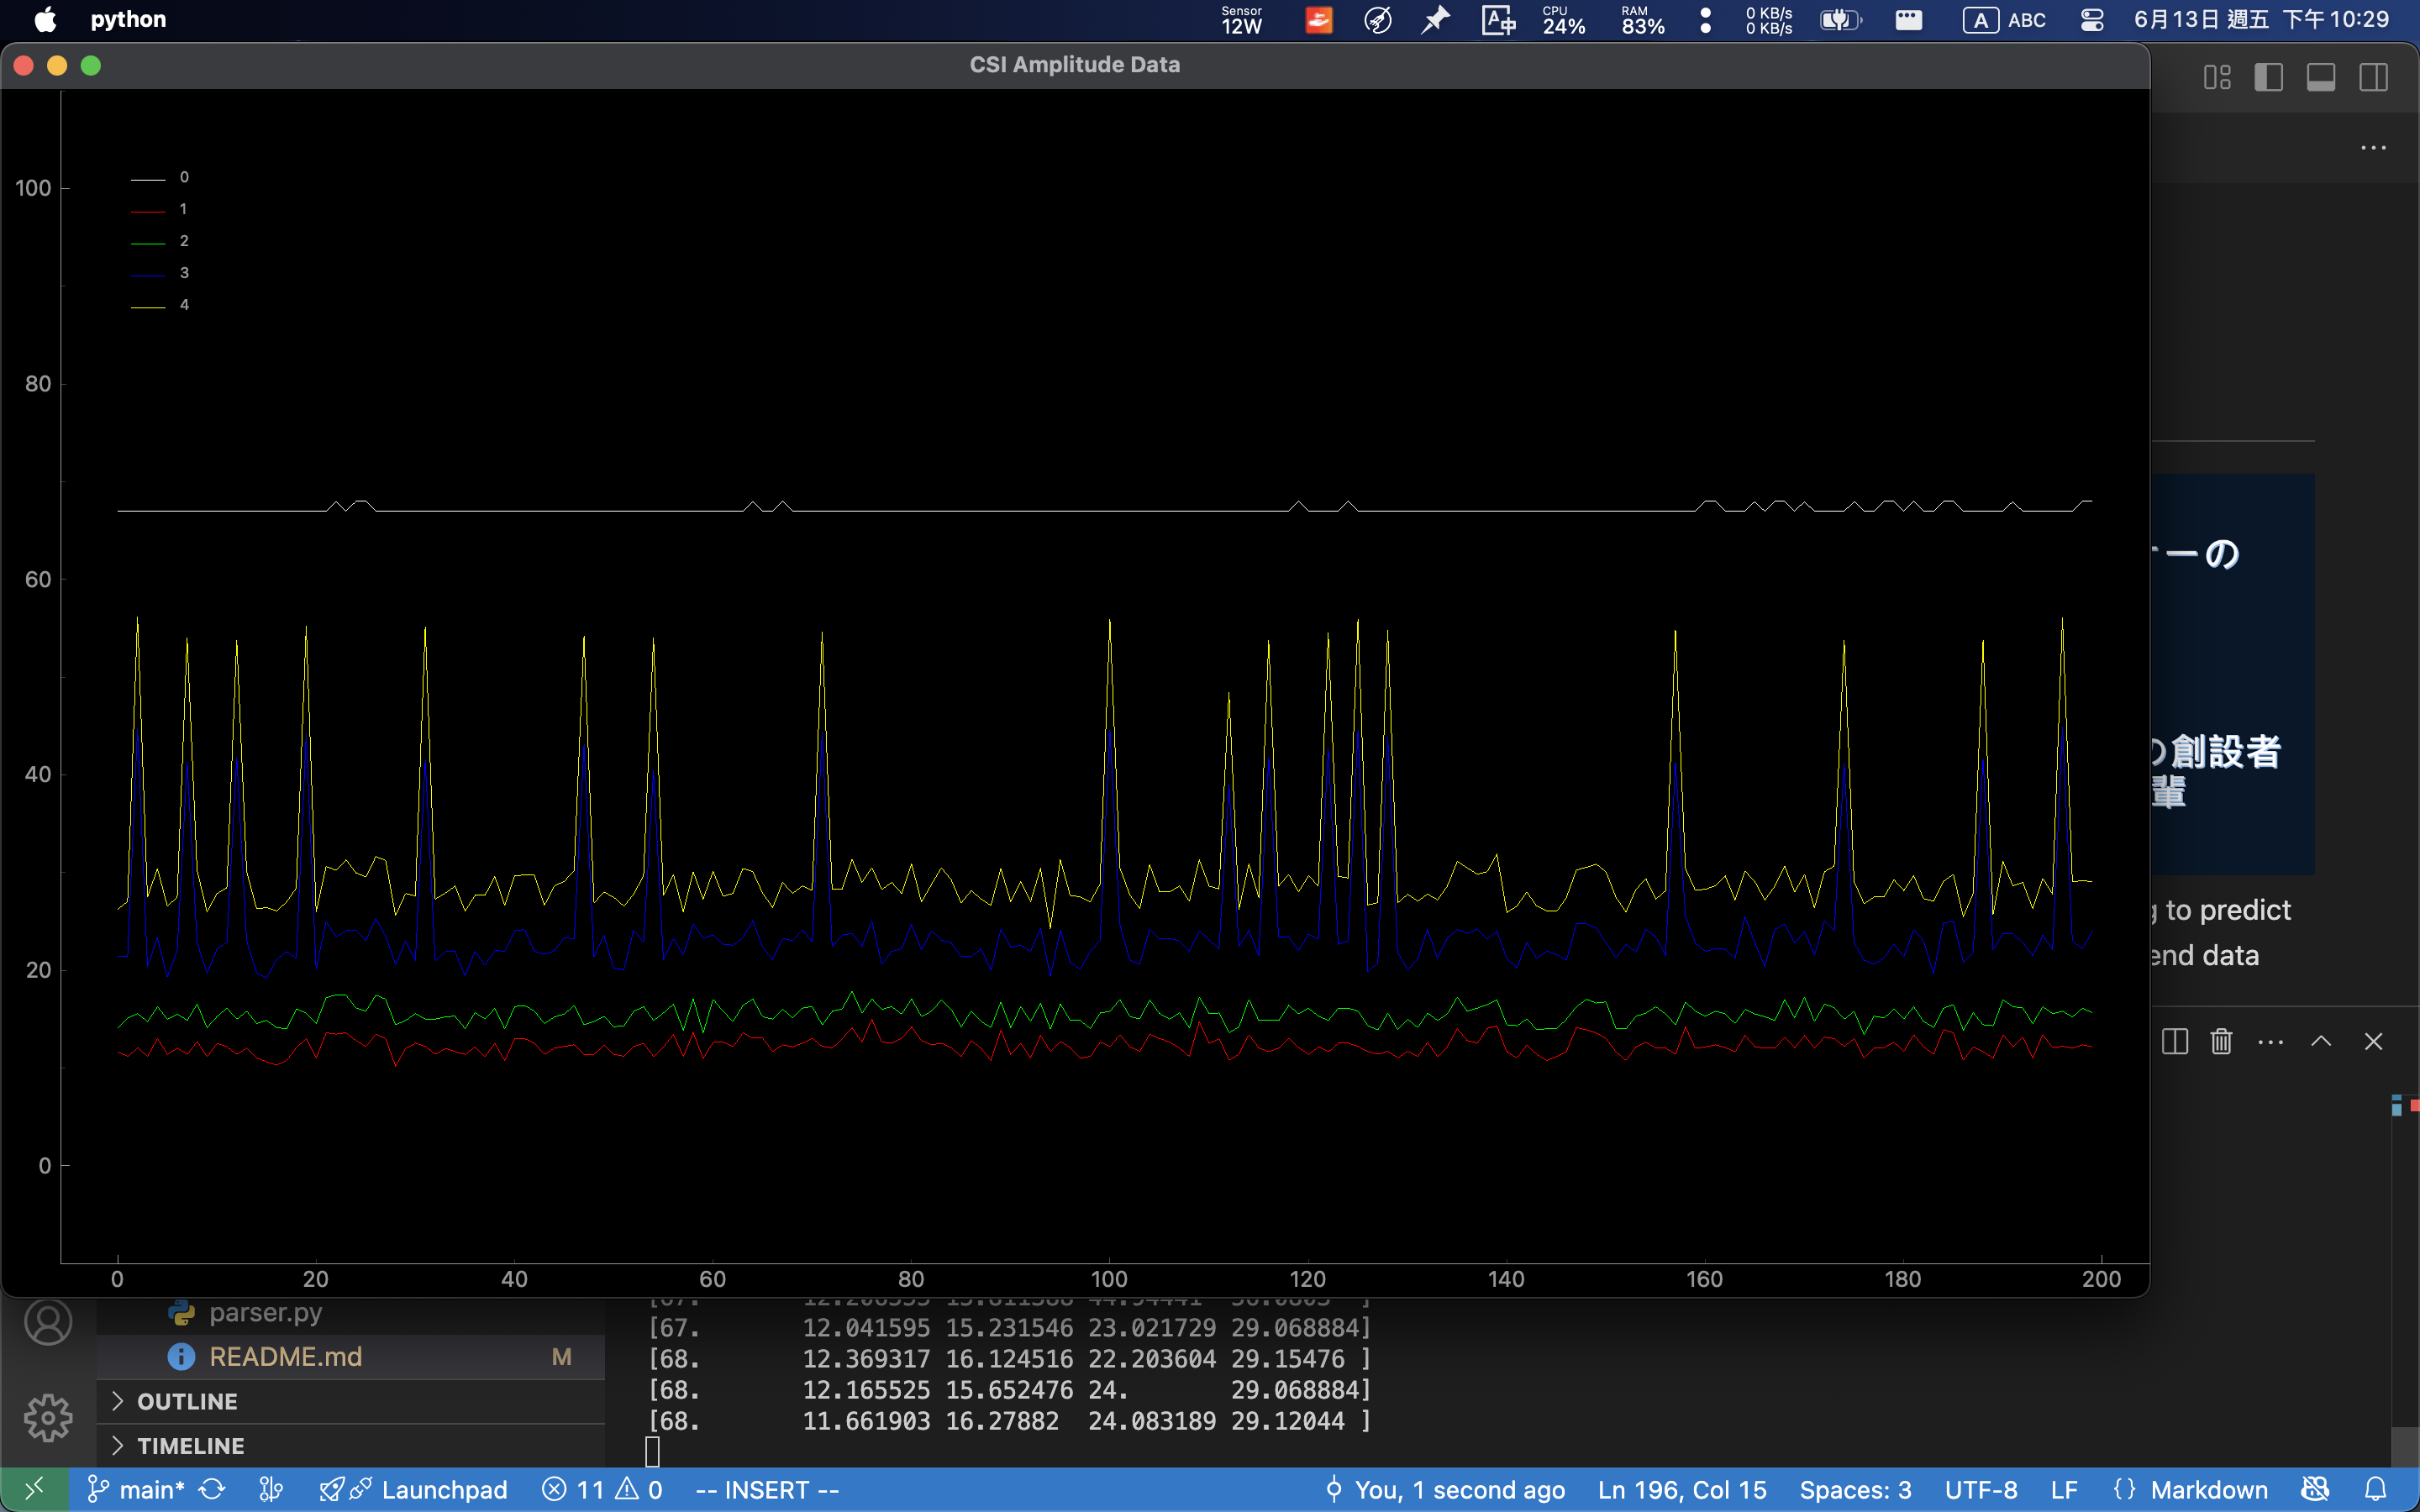 python
Sensor
12W
CPU
24%
RAM
83%
0 KB/s
0 KB/s
A ABC
6月13日 週五 下午10:29
CSI Amplitude Data
0
1
2
3
4
100
80
60
40
20
0
0 20 40 60 80 100 120 140 160 180 200
ーの
の創設者
輩
to predict
end data
parser.py
README.md M
OUTLINE
TIMELINE
[67. 12.041595 15.231546 23.021729 29.068884]
[68. 12.369317 16.124516 22.203604 29.15476 ]
[68. 12.165525 15.652476 24. 29.068884]
[68. 11.661903 16.27882 24.083189 29.12044 ]
main* Launchpad 11 0 -- INSERT -- You, 1 second ago Ln 196, Col 15 Spaces: 3 UTF-8 LF {} Markdown